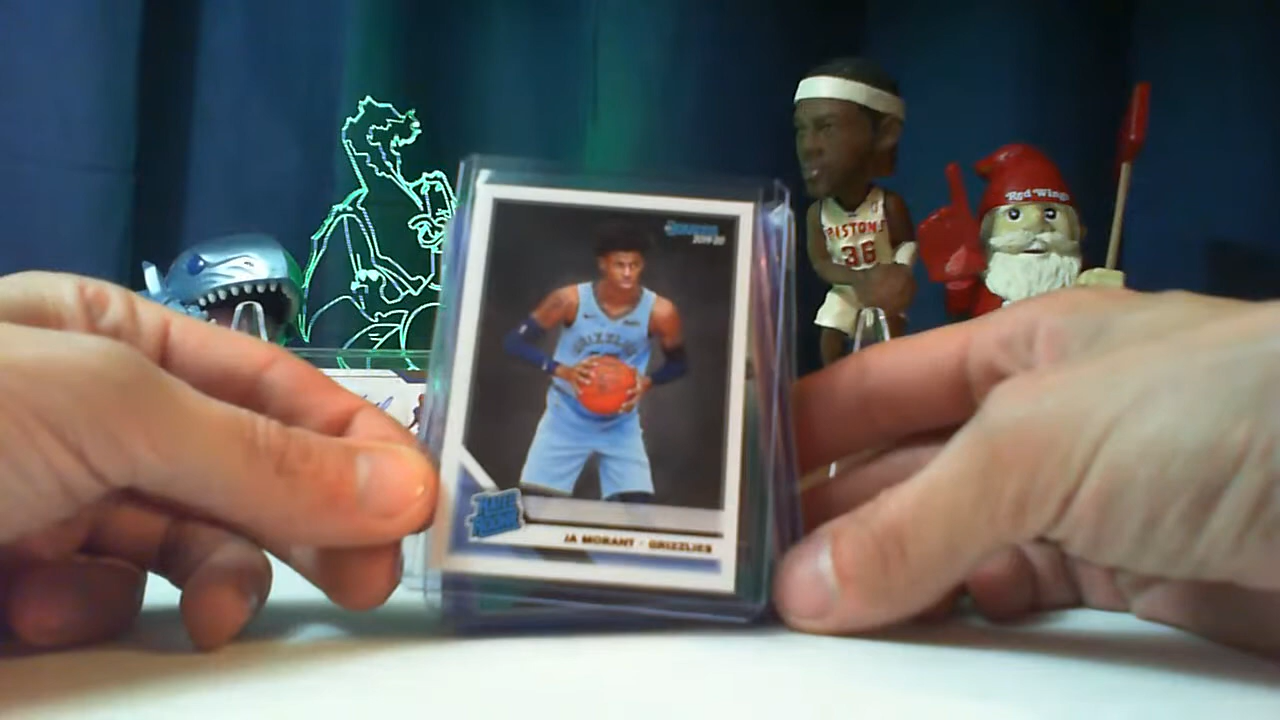 DONRUSS
2019-20
Red Wings
PISTONS
36
GRIZZLIES
RATED
ROOKIE
JA MORANT - GRIZZLIES